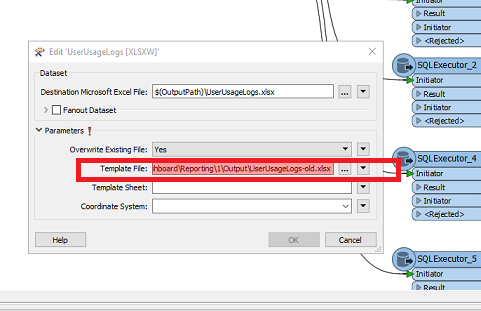 Initiator
Result
Initiator
<Rejected>
Edit 'UserUsageLogs [XLSXW]'
Dataset
Destination Microsoft Excel File: $(OutputPath)\UserUsageLogs.xlsx ...
Fanout Dataset
Parameters !
Overwrite Existing File: Yes
Template File: hboard\Reporting\1\Output\UserUsageLogs-old.xlsx ...
Template Sheet:
Coordinate System:
Help OK Cancel
SQLExecutor_2
Initiator
Result
Initiator
<Rejected>
SQLExecutor_4
Initiator
Result
Initiator
<Rejected>
SQLExecutor_5
Initiator
Result